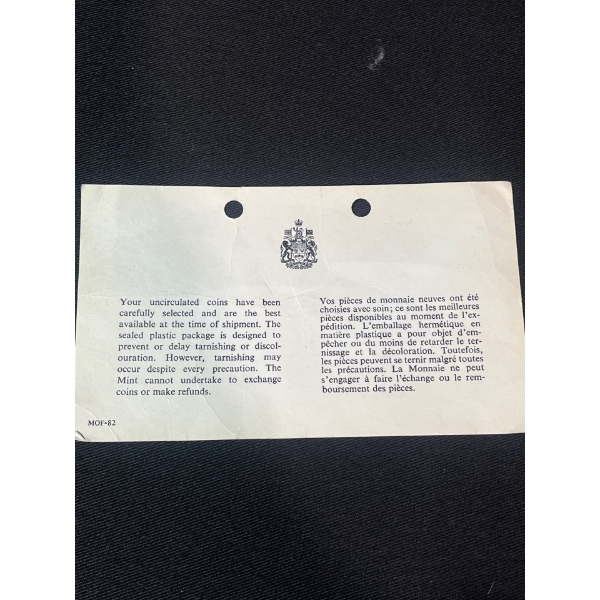 Your uncirculated coins have been
carefully selected and are the best
available at the time of shipment. The
sealed plastic package is designed to
prevent or delay tarnishing or discol-
ouration. However, tarnishing may
occur despite every precaution. The
Mint cannot undertake to exchange
coins or make refunds.
Vos pièces de monnaie neuves ont été
choisies avec soin; ce sont les meilleures
pièces disponibles au moment de l'ex-
pédition. L'emballage hermétique en
matière plastique a pour objet d'em-
pêcher ou du moins de retarder le ter-
nissage et la décoloration. Toutefois,
les pièces peuvent se ternir malgré toutes
les précautions. La Monnaie ne peut
s'engager à faire l'échange ou le rem-
boursement des pièces.
MOF-82